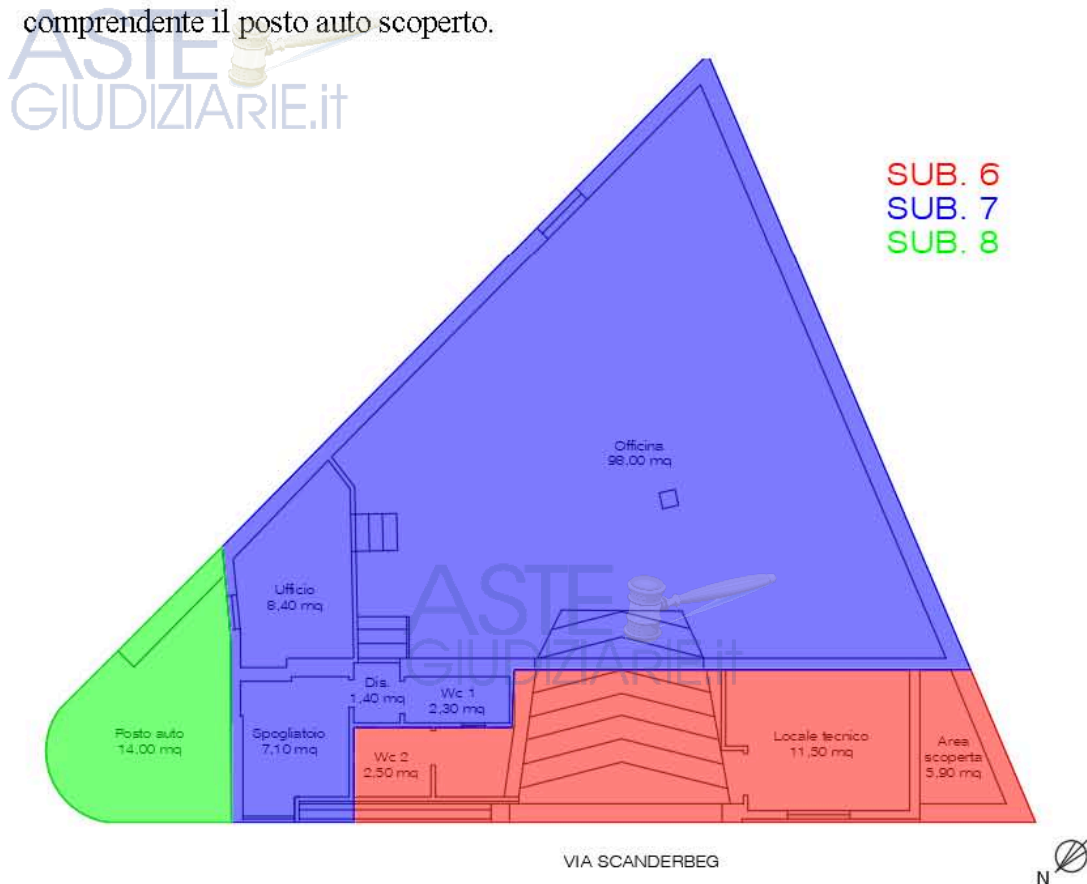 comprendente il posto auto scoperto.
ASTE
GIUDIZIARIE.it
SUB. 6
SUB. 7
SUB. 8
Officina
98,00 mq
Ufficio
8,40 mq
ASTE
GIUDIZIARIE.it
Dis.
1,40 mq
Wc 1
2,30 mq
Posto auto
14,00 mq
Spogliatoio
7,10 mq
Wc 2
2,50 mq
Locale tecnico
11,50 mq
Area
scoperta
5,90 mq
VIA SCANDERBEG
N